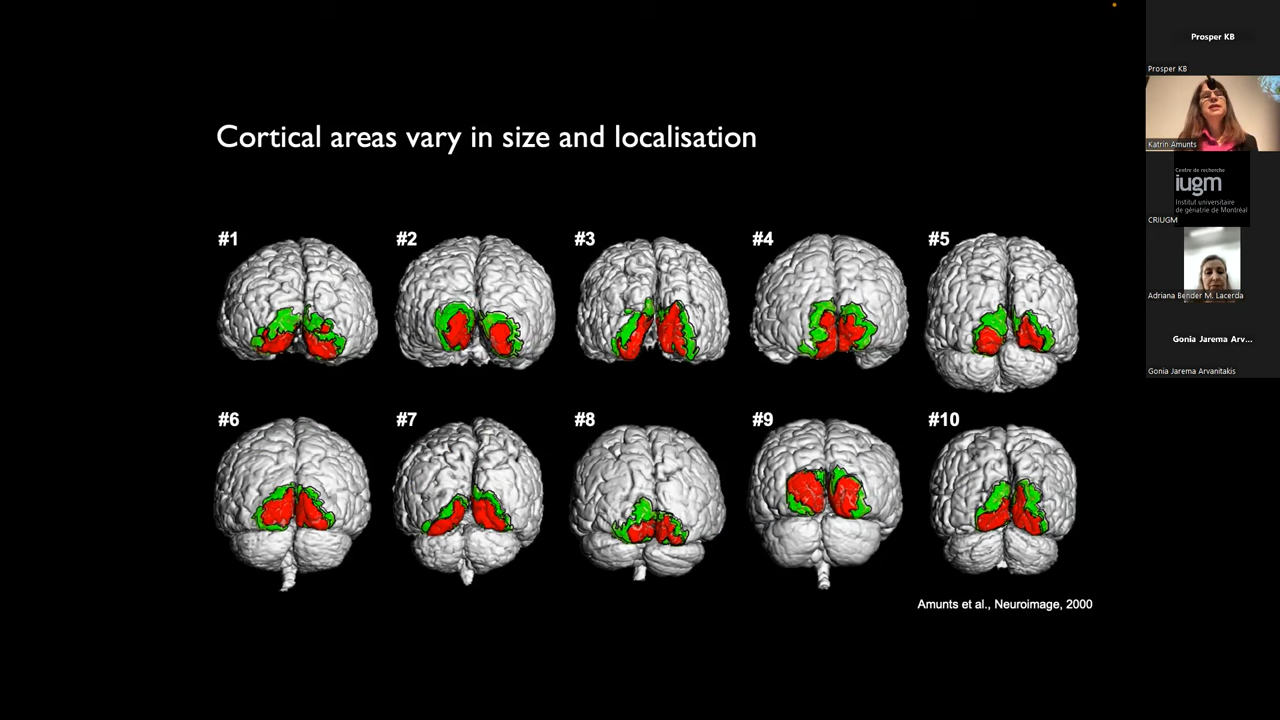 Cortical areas vary in size and localisation
#1
#2
#3
#4
#5
#6
#7
#8
#9
#10
Amunts et al., Neuroimage, 2000
Prosper KB
Prosper KB
Katrin Amunts
Centre de recherche
iugm
Institut universitaire
de gériatrie de Montréal
CRIUGM
Adriana Bender M. Lacerda
Gonia Jarema Arv...
Gonia Jarema Arvanitakis